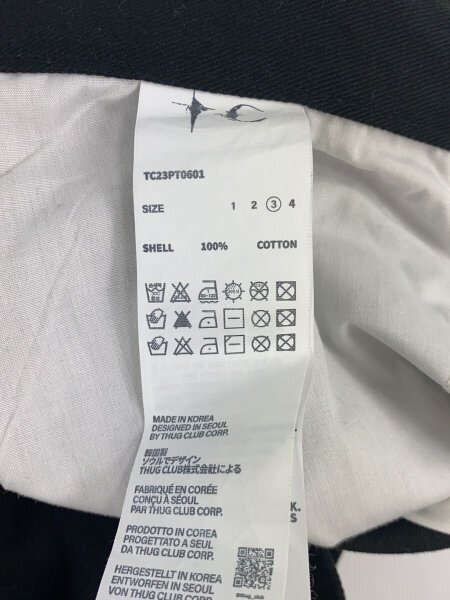 TC23PT0601
SIZE 1 2 3 4
SHELL 100% COTTON
MADE IN KOREA
DESIGNED IN SEOUL
BY THUG CLUB CORP.
韓国製
ソウルでデザイン
THUG CLUB株式会社による
FABRIQUÉ EN CORÉE
CONÇU À SÉOUL
PAR THUG CLUB CORP.
PRODOTTO IN COREA
PROGETTATO A SEOUL
DA THUG CLUB CORP.
HERGESTELLT IN KOREA
ENTWORFEN IN SEOUL
VON THUG CLUB CORP.
K.
S
@thug_club